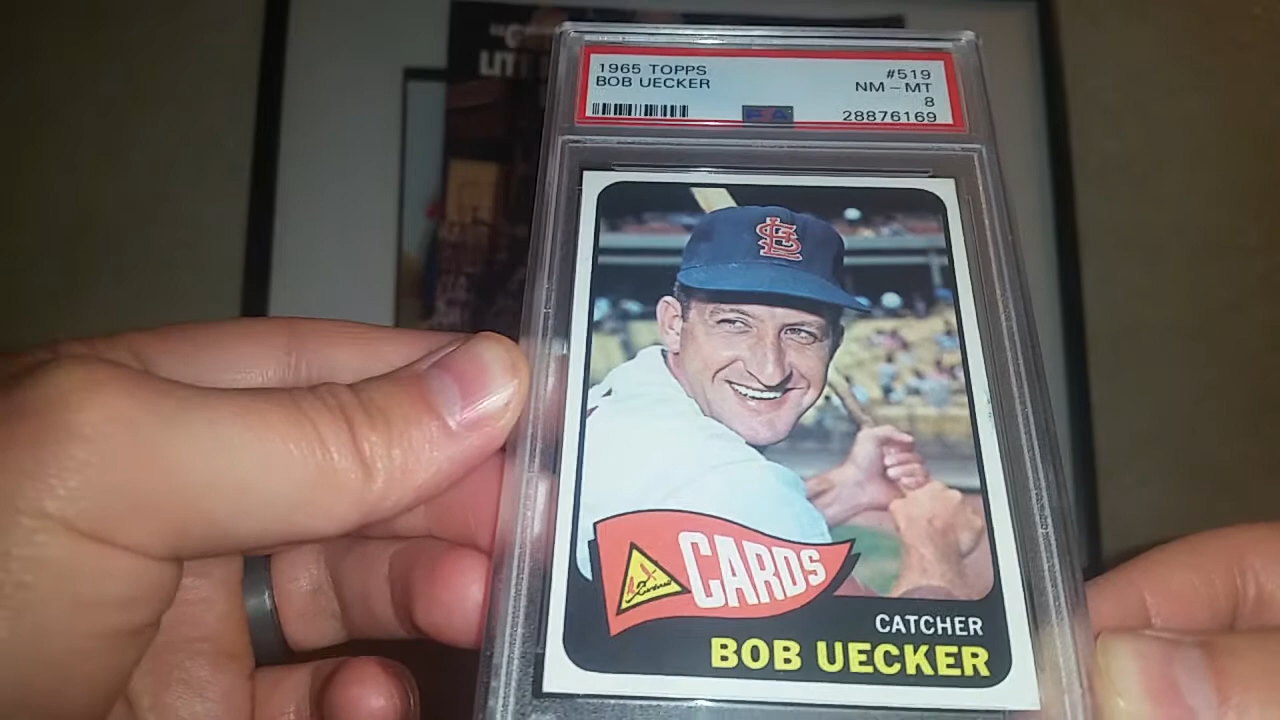 1965 TOPPS
BOB UECKER
#519
NM - MT
8
28876169
CARDS
CATCHER
BOB UECKER